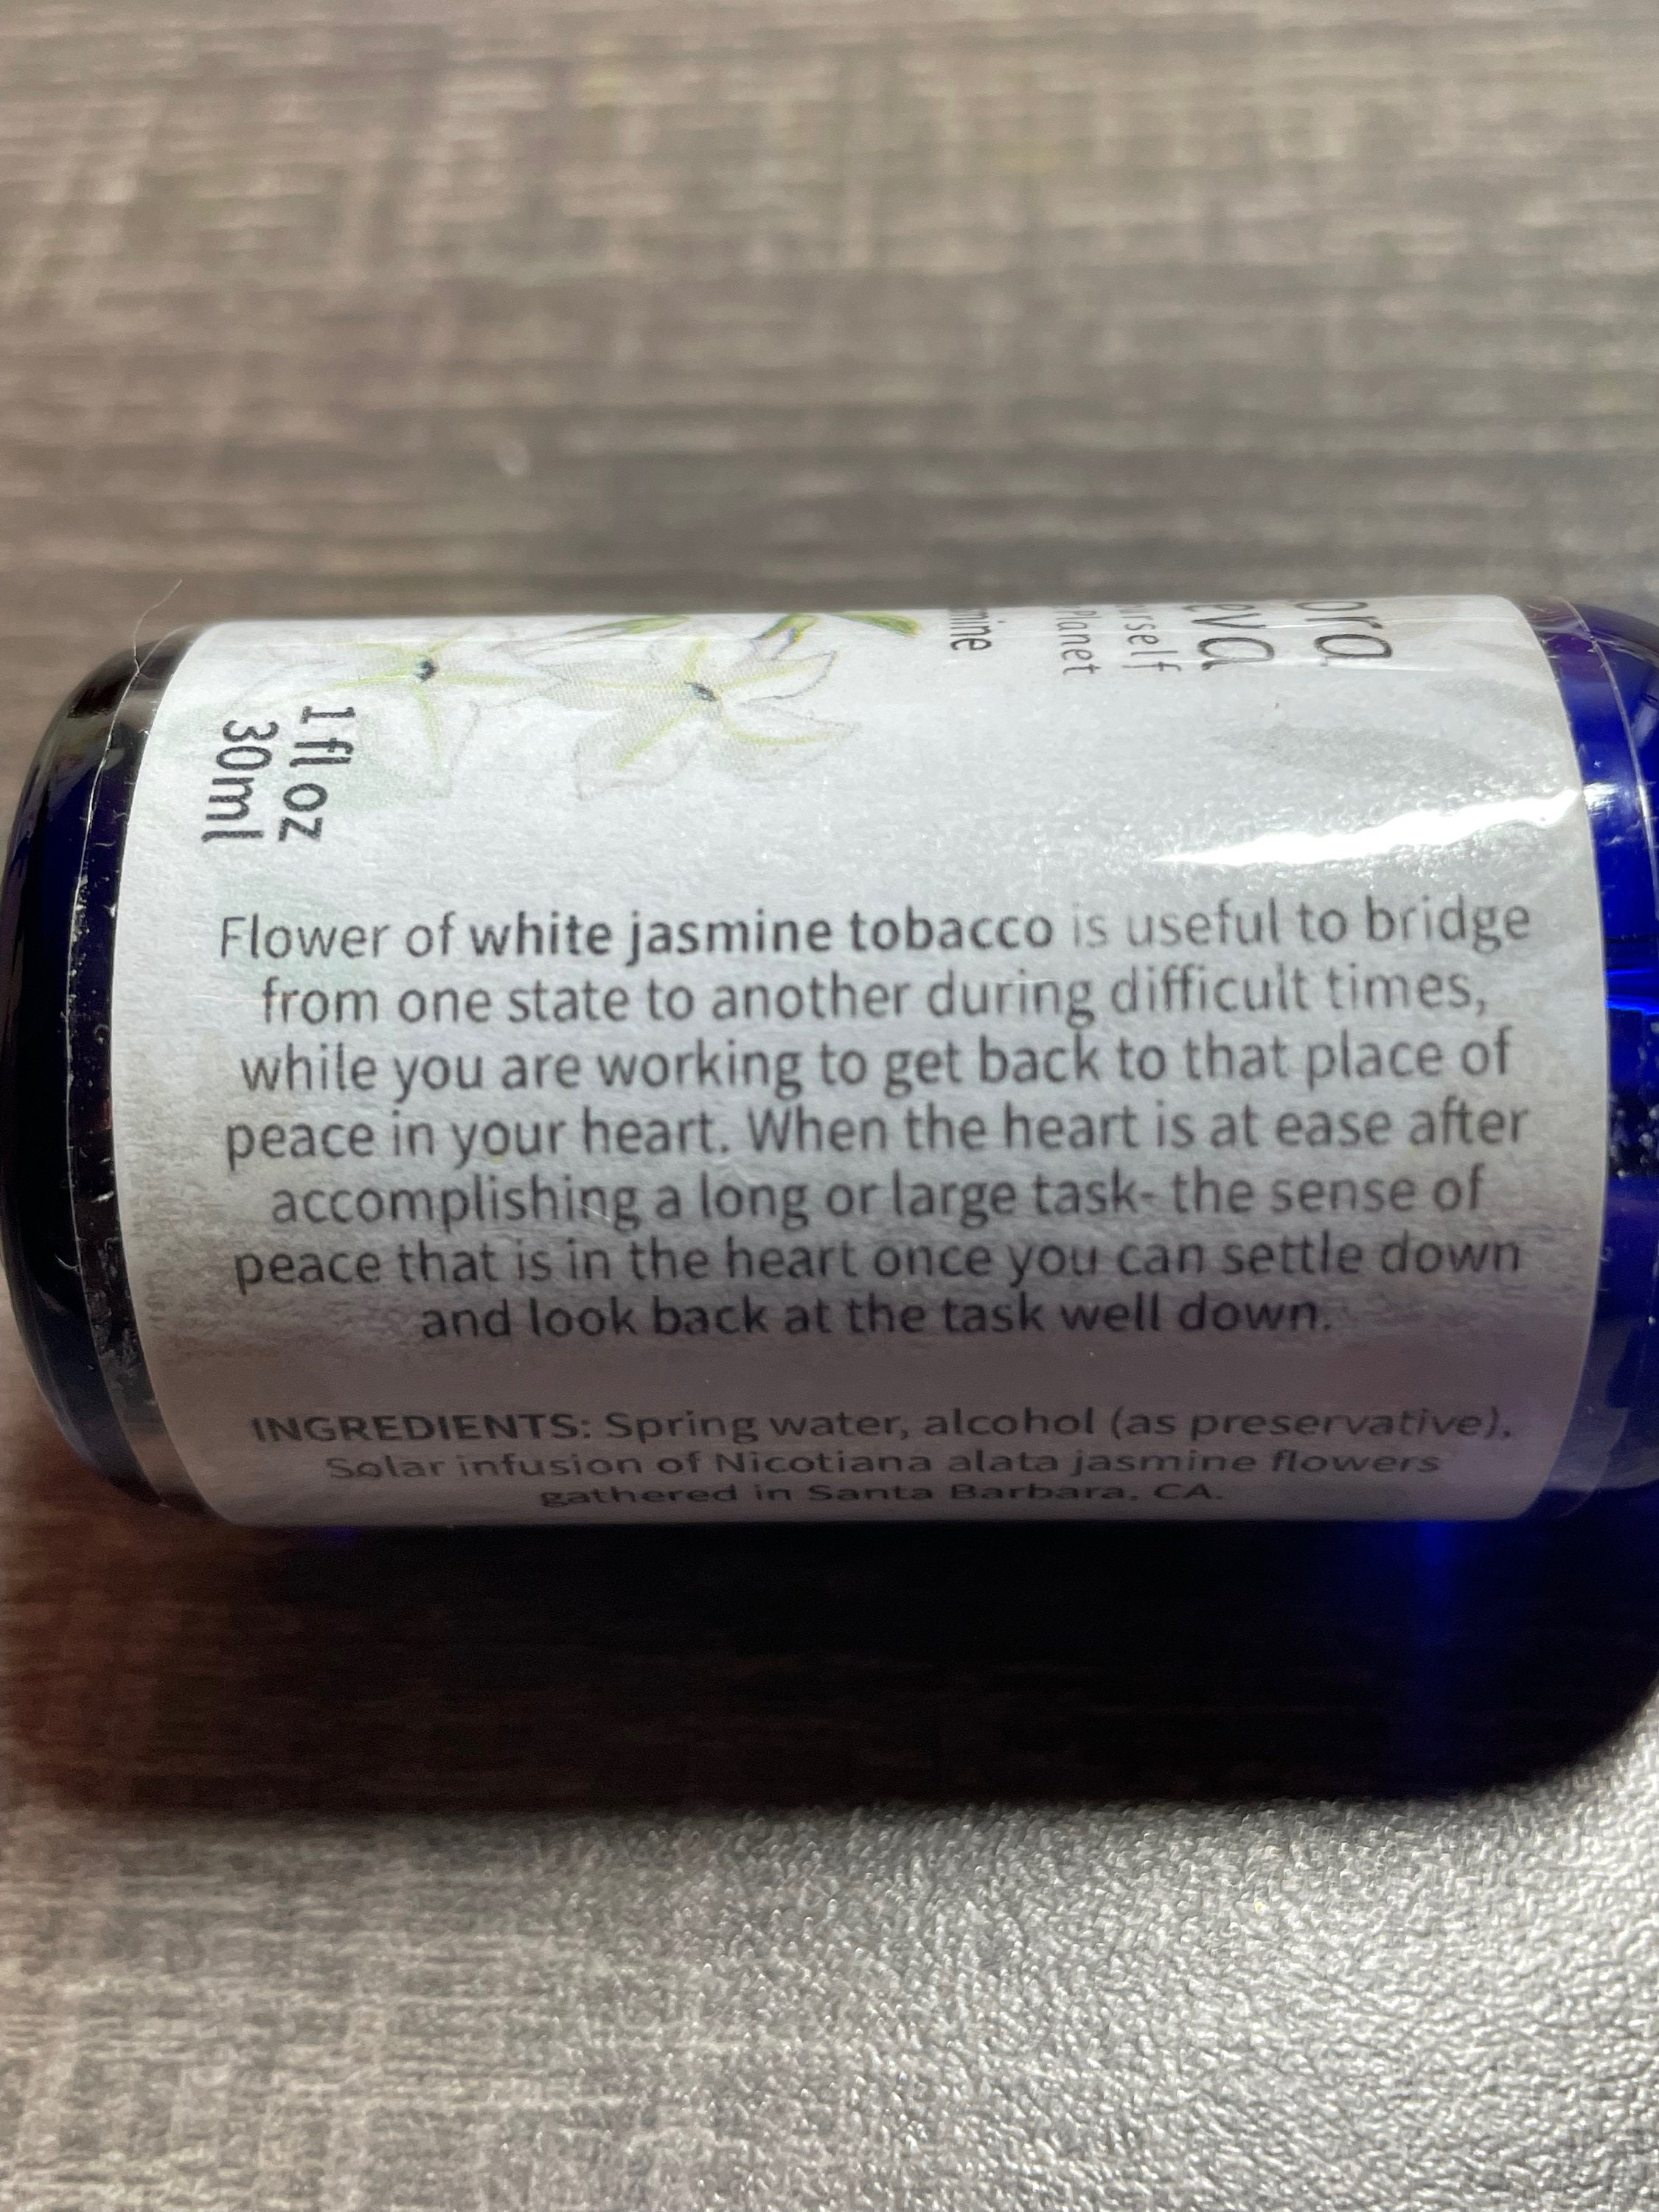 1 fl oz
30ml
Flower of white jasmine tobacco is useful to bridge
from one state to another during difficult times,
while you are working to get back to that place of
peace in your heart. When the heart is at ease after
accomplishing a long or large task- the sense of
peace that is in the heart once you can settle down
and look back at the task well down.
INGREDIENTS: Spring water, alcohol (as preservative),
Solar infusion of Nicotiana alata jasmine flowers
gathered in Santa Barbara, CA.
Planet